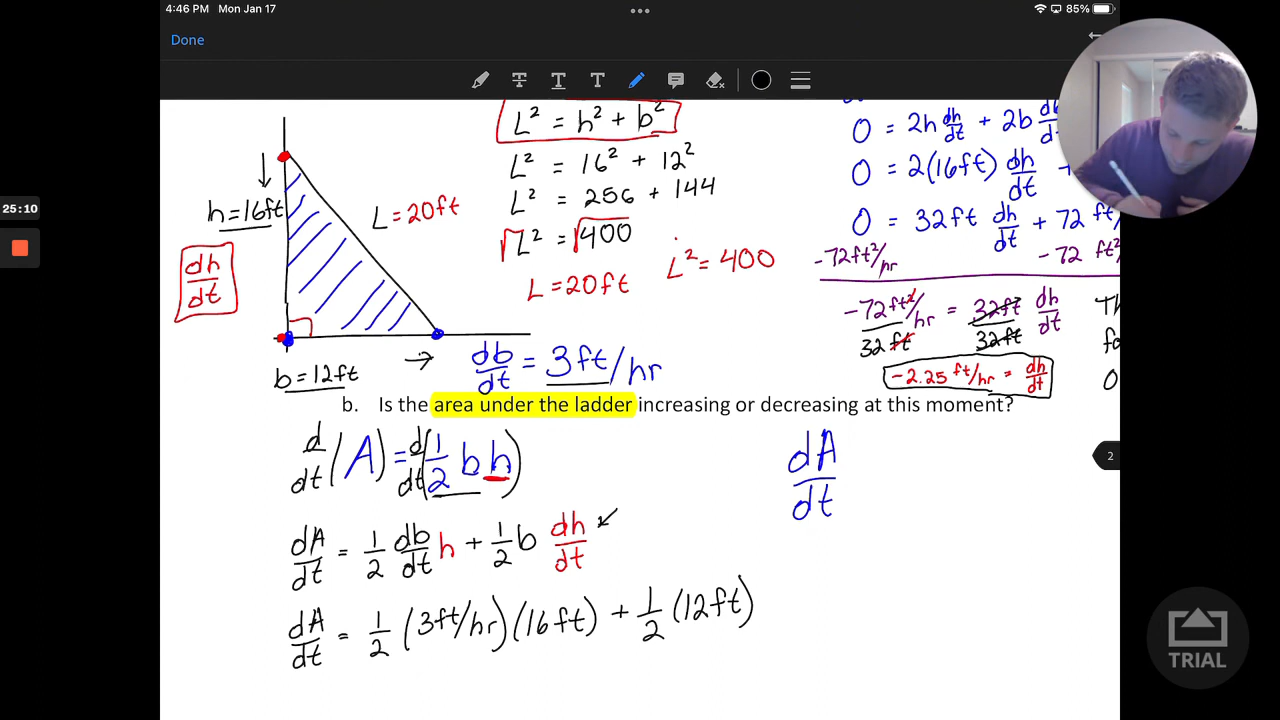 4:46 PM Mon Jan 17
85%
Done
25:10
h = 16ft
L = 20ft
dh/dt
b = 12ft
db/dt = 3ft/hr
L² = h² + b²
L² = 16² + 12²
L² = 256 + 144
√L² = √400
L = 20ft
L² = 400
0 = 2h dh/dt + 2b d
0 = 2(16ft) dh/dt +
0 = 32ft dh/dt + 72 ft
-72ft²/hr -72 ft²
-72ft²/hr = 32ft dh/dt
32ft 32ft
-2.25 ft/hr = dh/dt
Th
fo
O
b. Is the area under the ladder increasing or decreasing at this moment?
2
d/dt (A) = d/dt (1/2 b h)
dA/dt
dA/dt = 1/2 db/dt h + 1/2 b dh/dt
dA/dt = 1/2 (3ft/hr)(16ft) + 1/2 (12ft)
TRIAL